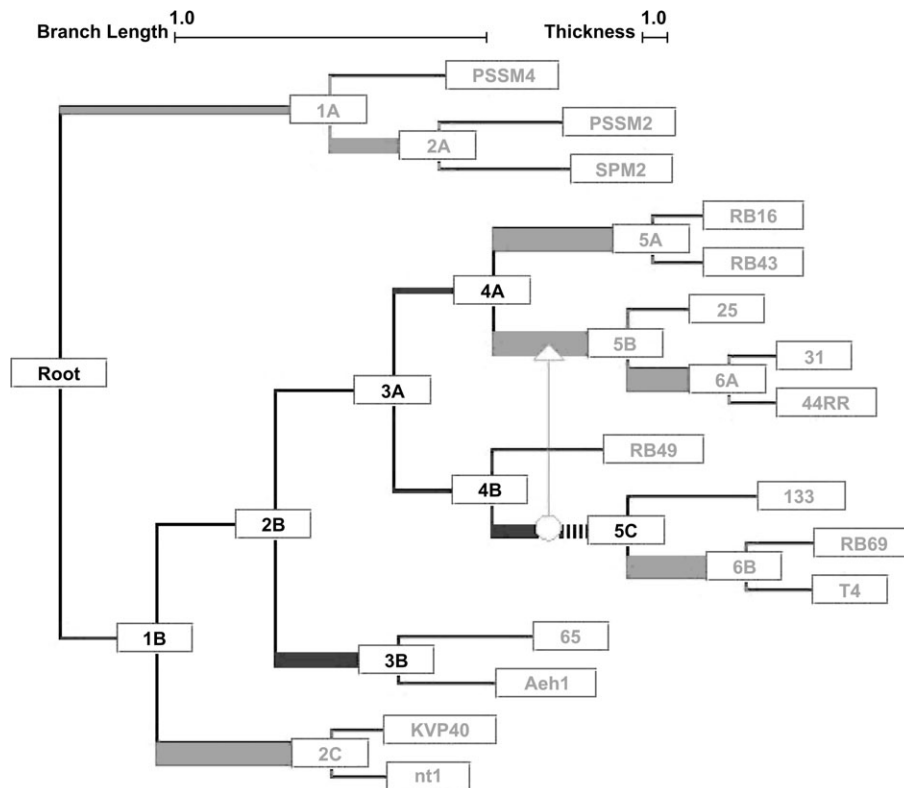 1.0 1.0
Branch Length Thickness
PSSM4
1A
PSSM2
2A
SPM2
RB16
5A
RB43
4A
25
5B
31
Root
6A
3A
44RR
RB49
4B
133
2B
5C
RB69
6B
T4
1B
65
3B
Aeh1
KVP40
2C
nt1